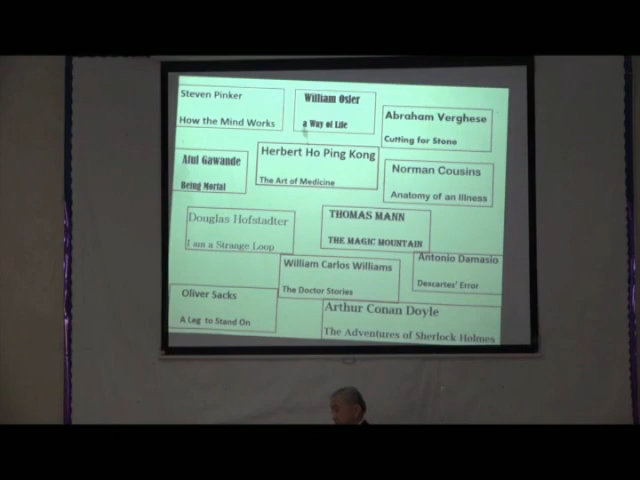 Steven Pinker
How the Mind Works
William Osler
a Way of Life
Abraham Verghese
Cutting for Stone
Atul Gawande
Being Mortal
Herbert Ho Ping Kong
The Art of Medicine
Norman Cousins
Anatomy of an Illness
Douglas Hofstadter
I am a Strange Loop
THOMAS MANN
THE MAGIC MOUNTAIN
William Carlos Williams
The Doctor Stories
Antonio Damasio
Descartes' Error
Oliver Sacks
A Leg to Stand On
Arthur Conan Doyle
The Adventures of Sherlock Holmes